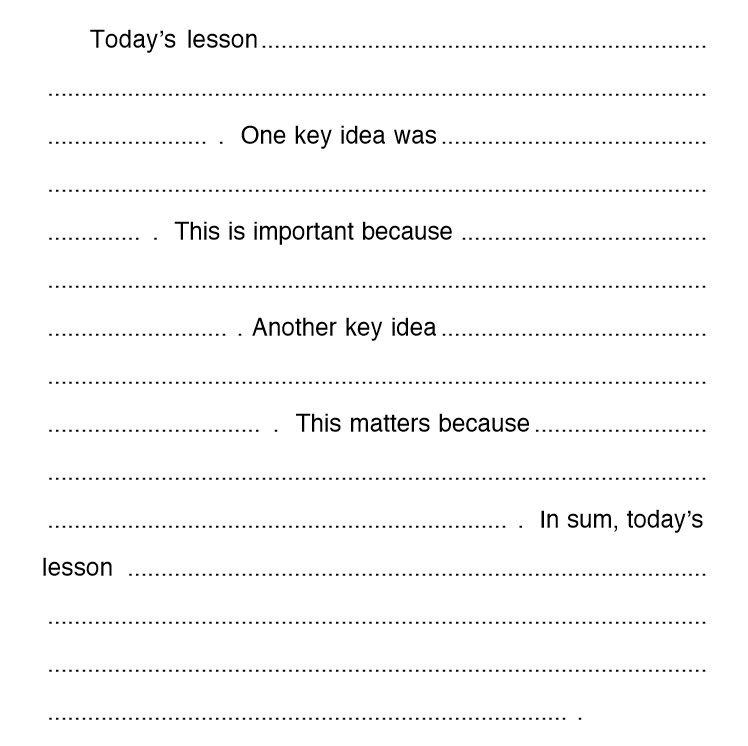 Today's lesson........................................................................
........................................................................................................
......................... . One key idea was..........................................
........................................................................................................
.............. . This is important because .......................................
........................................................................................................
............................ . Another key idea..........................................
........................................................................................................
................................. . This matters because...........................
........................................................................................................
........................................................................ . In sum, today's
lesson ...........................................................................................
........................................................................................................
........................................................................................................
.................................................................................. .